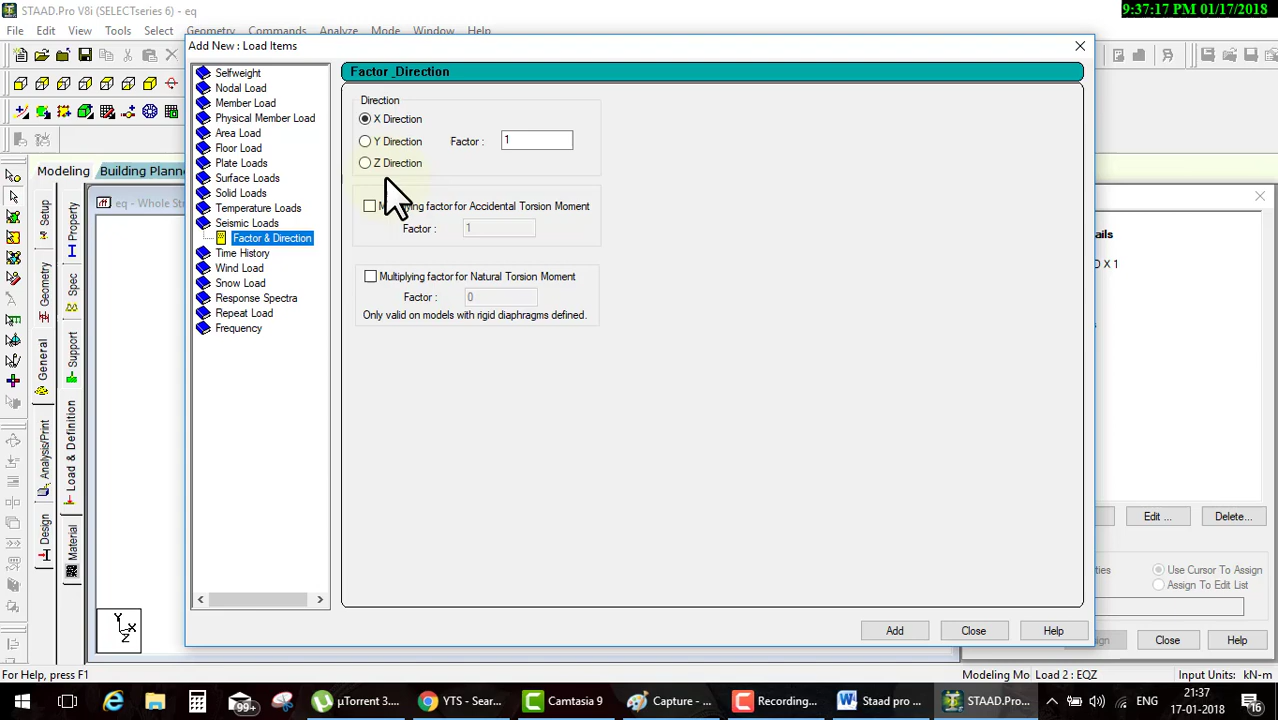 STAAD.Pro V8i (SELECTseries 6) - eq
9:37:17 PM 01/17/2018
File Edit View Tools Select Geometry Commands Analyze Mode Window Help
Add New : Load Items
Selfweight
Nodal Load
Member Load
Physical Member Load
Area Load
Floor Load
Plate Loads
Surface Loads
Solid Loads
Temperature Loads
Seismic Loads
Factor & Direction
Time History
Wind Load
Snow Load
Response Spectra
Repeat Load
Frequency
Factor _Direction
Direction
X Direction
Y Direction
Z Direction
Factor : 1
Multiplying factor for Accidental Torsion Moment
Factor : 1
Multiplying factor for Natural Torsion Moment
Factor : 0
Only valid on models with rigid diaphragms defined.
Add Close Help
Modeling Building Planne
eq - Whole Str
Setup
Geometry
General
Analysis/Print
Design
Property
Spec
Support
Load & Definition
Material
Y
X
Z
ails
D X 1
Edit ... Delete...
ties
Use Cursor To Assign
Assign To Edit List
Close Help
For Help, press F1
Modeling Mo Load 2 : EQZ Input Units: kN-m
99+
µTorrent 3....
YTS - Sear...
Camtasia 9
Capture - ...
Recording...
Staad pro ...
STAAD.Pro...
ENG
21:37
17-01-2018
16